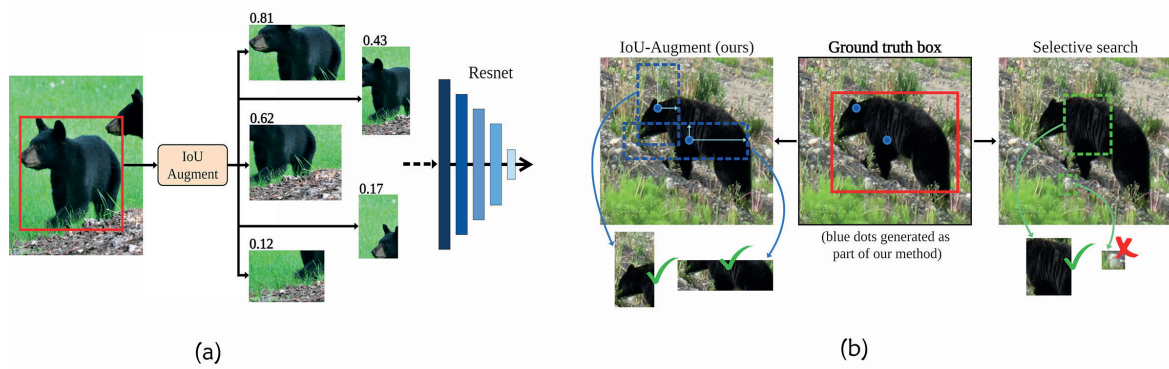 0.81
0.43
Resnet
0.62
IoU
Augment
0.17
0.12
(a)
IoU-Augment (ours)
Ground truth box
Selective search
(blue dots generated as
part of our method)
(b)